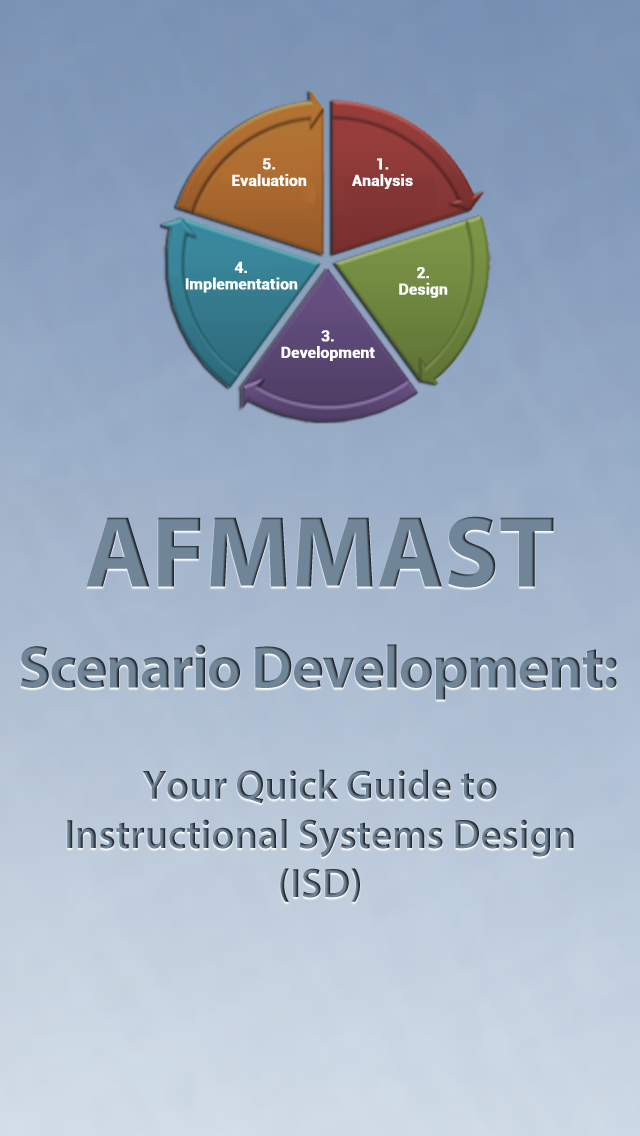 5.
Evaluation
1.
Analysis
4.
Implementation
2.
Design
3.
Development
AFMMAST
Scenario Development:
Your Quick Guide to
Instructional Systems Design
(ISD)